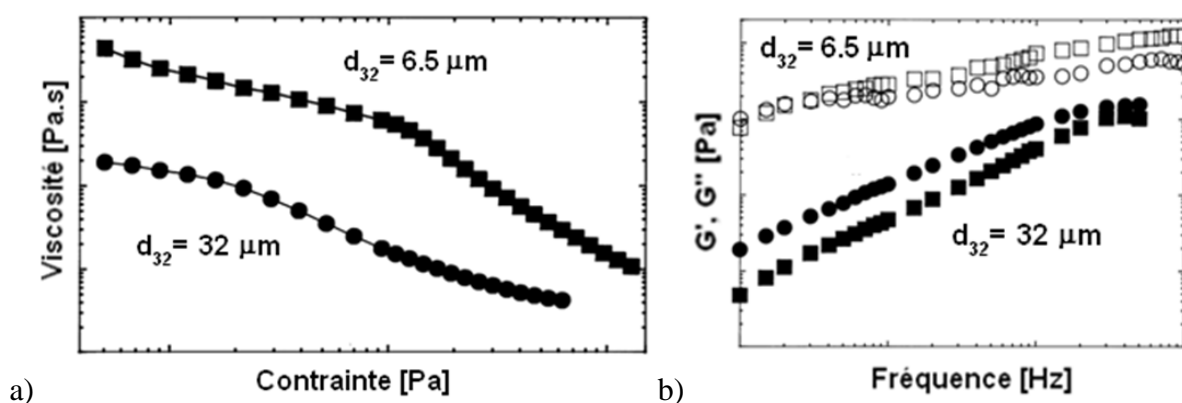 Viscosité [Pa.s]
d32= 6.5 µm
d32= 32 µm
Contrainte [Pa]
a)
G', G" [Pa]
d32= 6.5 µm
d32= 32 µm
Fréquence [Hz]
b)